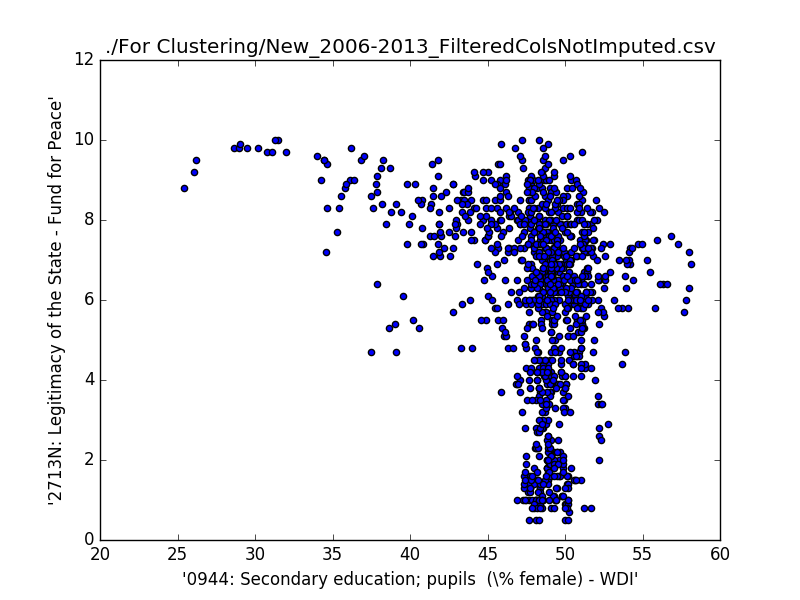 ./For Clustering/New_2006-2013_FilteredColsNotImputed.csv
12
10
8
6
4
2
0
'2713N: Legitimacy of the State - Fund for Peace'
20 25 30 35 40 45 50 55 60
'0944: Secondary education; pupils  (\% female) - WDI'